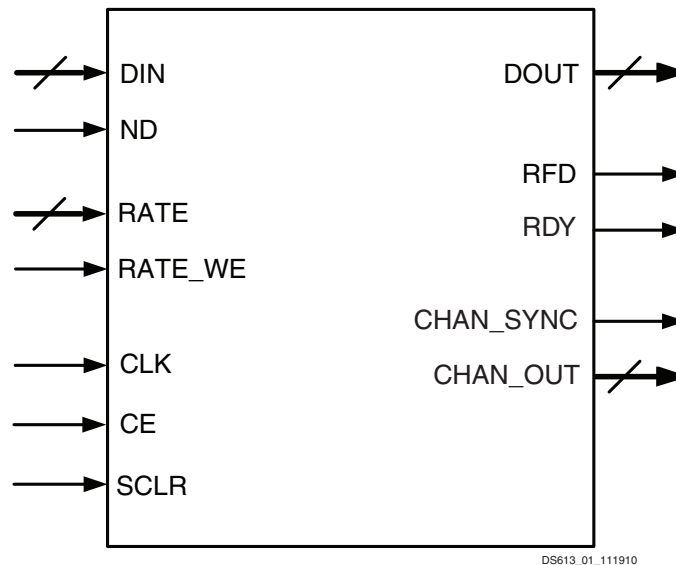 DIN
DOUT
ND
RFD
RATE
RDY
RATE_WE
CHAN_SYNC
CLK
CHAN_OUT
CE
SCLR
DS613_01_111910